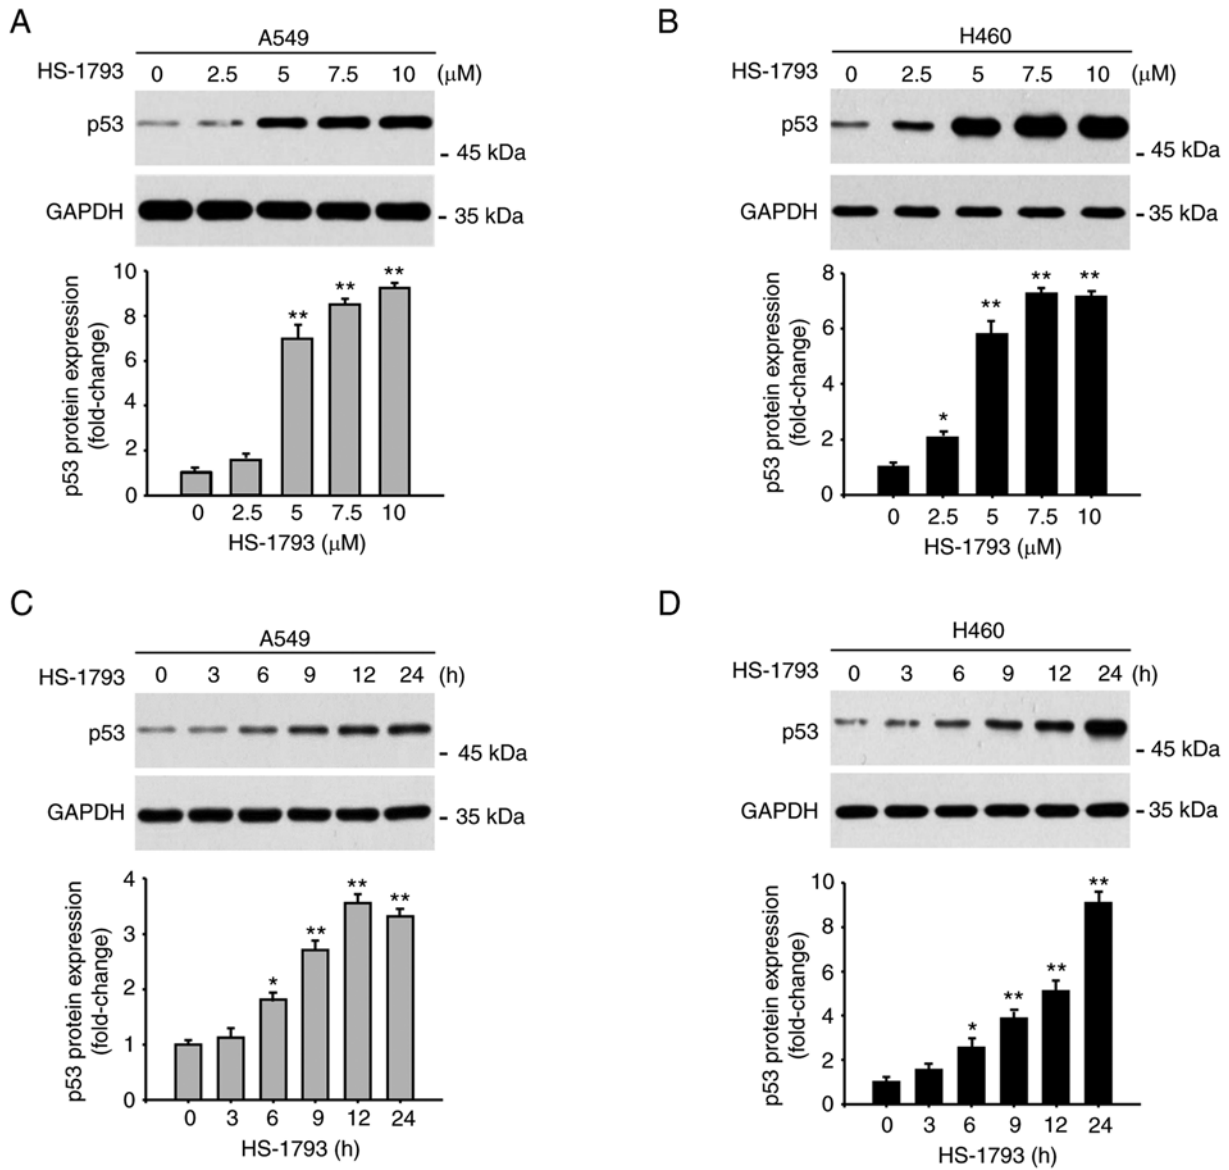 A
A549
HS-1793 0 2.5 5 7.5 10 (μM)
p53
- 45 kDa
GAPDH - 35 kDa
p53 protein expression
(fold-change)
10
8
6
4
2
0
** ** **
0 2.5 5 7.5 10
HS-1793 (μM)
B
H460
HS-1793 0 2.5 5 7.5 10 (μM)
p53
- 45 kDa
GAPDH - 35 kDa
p53 protein expression
(fold-change)
8
6
4
2
0
* ** ** **
0 2.5 5 7.5 10
HS-1793 (μM)
C
A549
HS-1793 0 3 6 9 12 24 (h)
p53
- 45 kDa
GAPDH - 35 kDa
p53 protein expression
(fold-change)
4
3
2
1
0
* ** ** **
0 3 6 9 12 24
HS-1793 (h)
D
H460
HS-1793 0 3 6 9 12 24 (h)
p53
- 45 kDa
GAPDH - 35 kDa
p53 protein expression
(fold-change)
10
8
6
4
2
0
* ** ** **
0 3 6 9 12 24
HS-1793 (h)